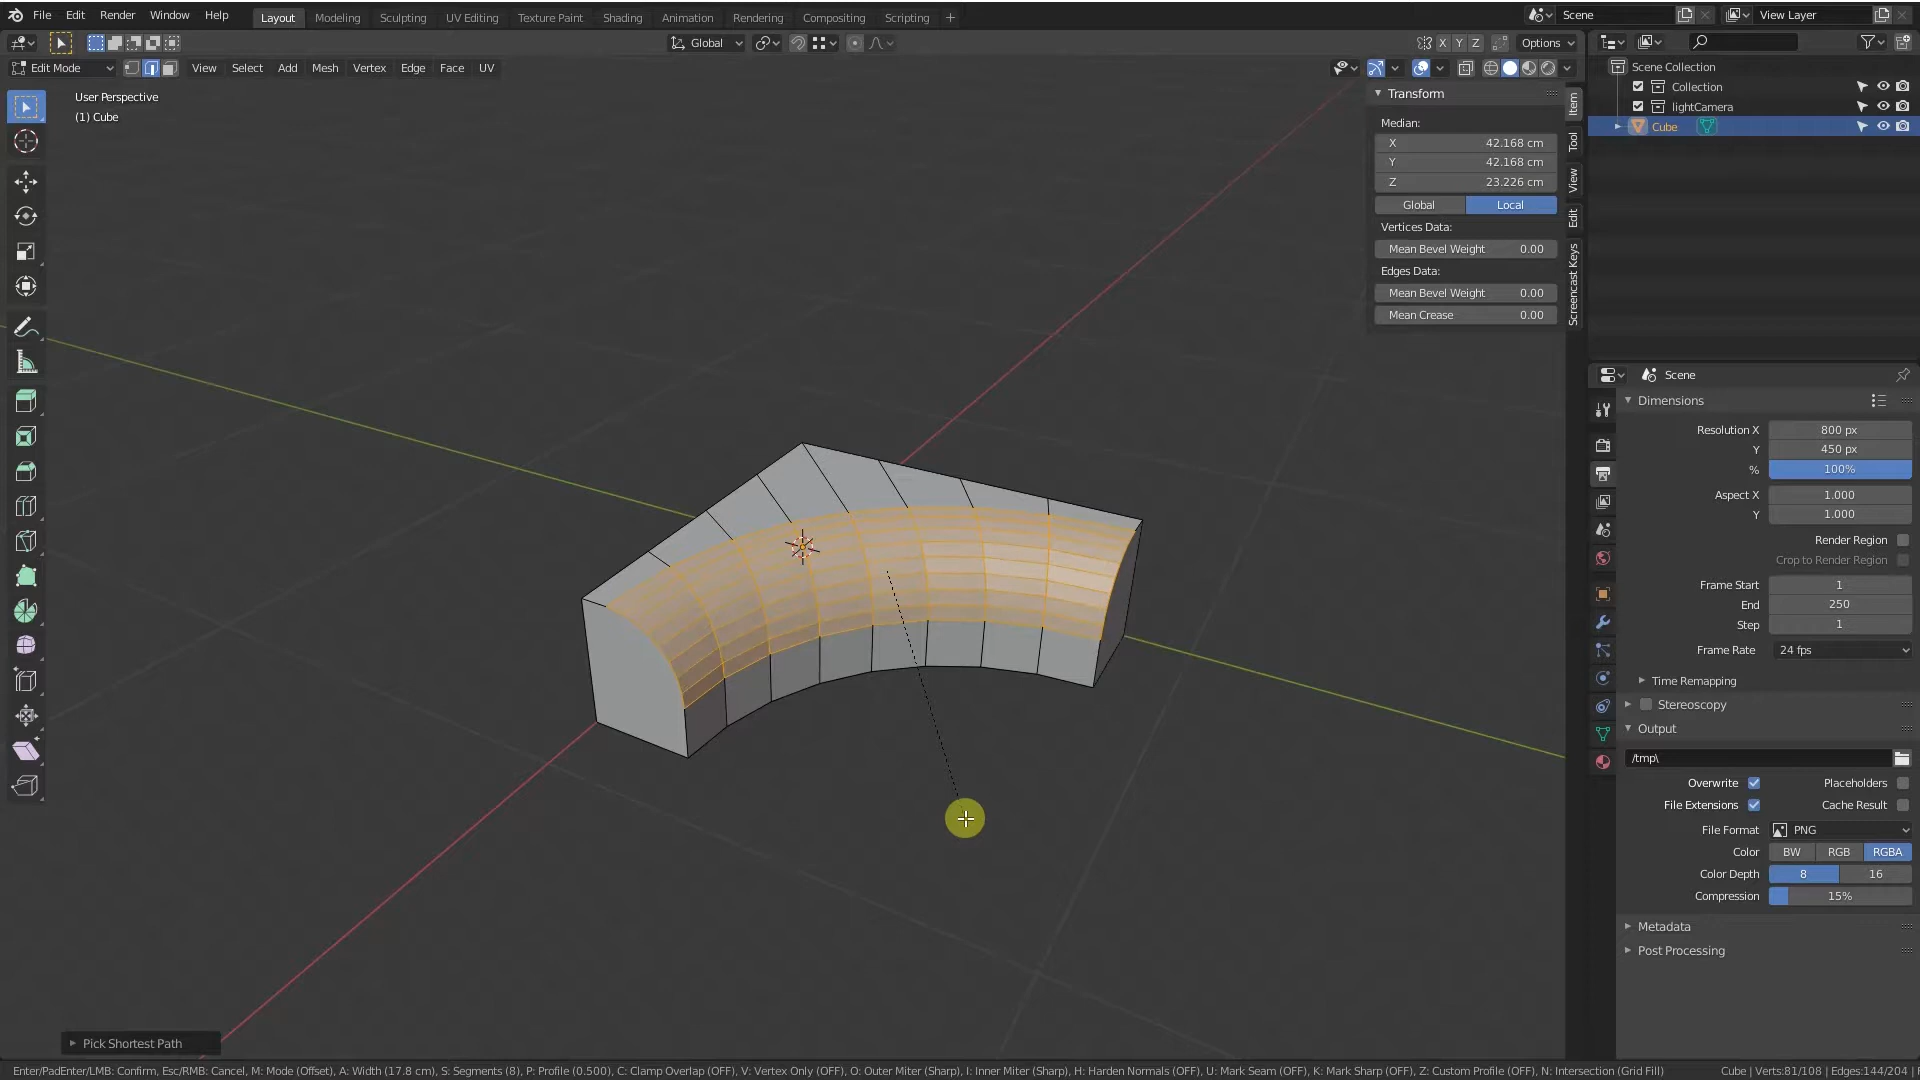 File Edit Render Window Help Layout Modeling Sculpting UV Editing Texture Paint Shading Animation Rendering Compositing Scripting + Scene View Layer
Global X Y Z Options
Edit Mode View Select Add Mesh Vertex Edge Face UV
User Perspective
(1) Cube
Transform
Median:
X 42.168 cm
Y 42.168 cm
Z 23.226 cm
Global Local
Vertices Data:
Mean Bevel Weight 0.00
Edges Data:
Mean Bevel Weight 0.00
Mean Crease 0.00
Item
Tool
View
Edit
Screencast Keys
Scene Collection
Collection
lightCamera
Cube
Scene
Dimensions
Resolution X 800 px
Y 450 px
% 100%
Aspect X 1.000
Y 1.000
Render Region
Crop to Render Region
Frame Start 1
End 250
Step 1
Frame Rate 24 fps
Time Remapping
Stereoscopy
Output
/tmp\
Overwrite Placeholders
File Extensions Cache Result
File Format PNG
Color BW RGB RGBA
Color Depth 8 16
Compression 15%
Metadata
Post Processing
Pick Shortest Path
Enter/PadEnter/LMB: Confirm, Esc/RMB: Cancel, M: Mode (Offset), A: Width (17.8 cm), S: Segments (8), P: Profile (0.500), C: Clamp Overlap (OFF), V: Vertex Only (OFF), O: Outer Miter (Sharp), I: Inner Miter (Sharp), H: Harden Normals (OFF), U: Mark Seam (OFF), K: Mark Sharp (OFF), Z: Custom Profile (OFF), N: Intersection (Grid Fill) Cube | Verts:81/108 | Edges:144/204 |